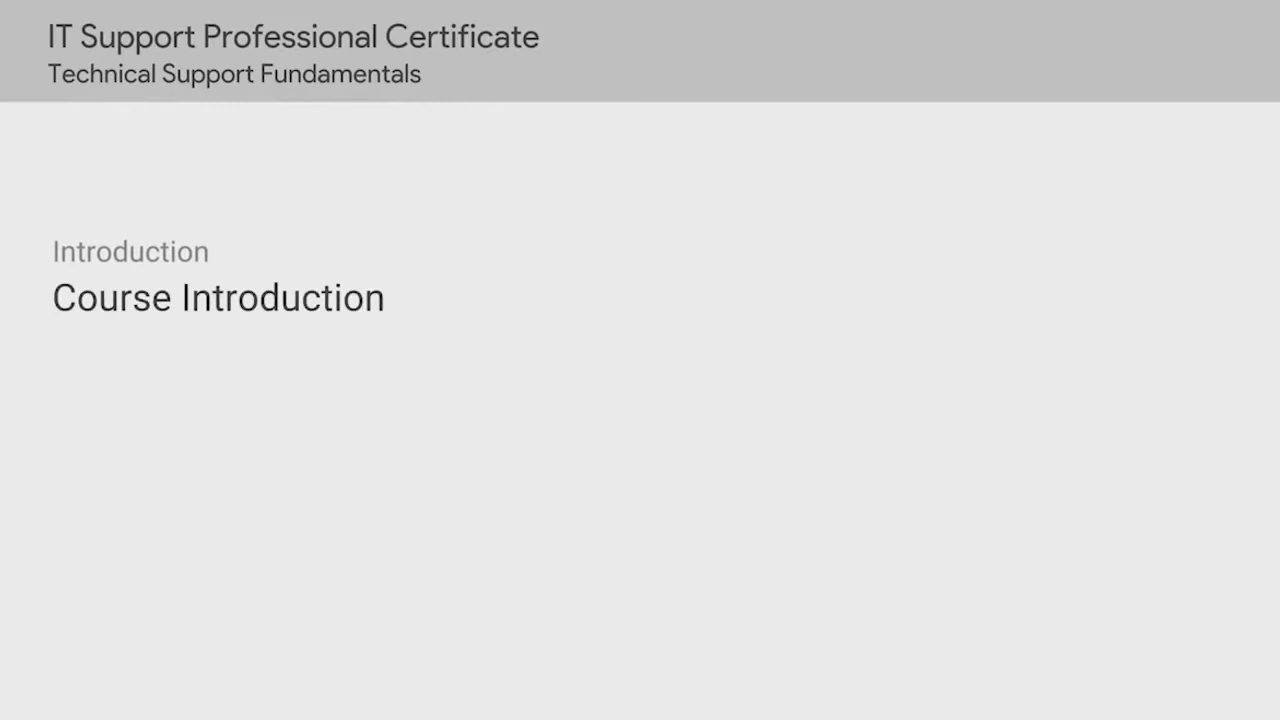 IT Support Professional Certificate
Technical Support Fundamentals
Introduction
Course Introduction